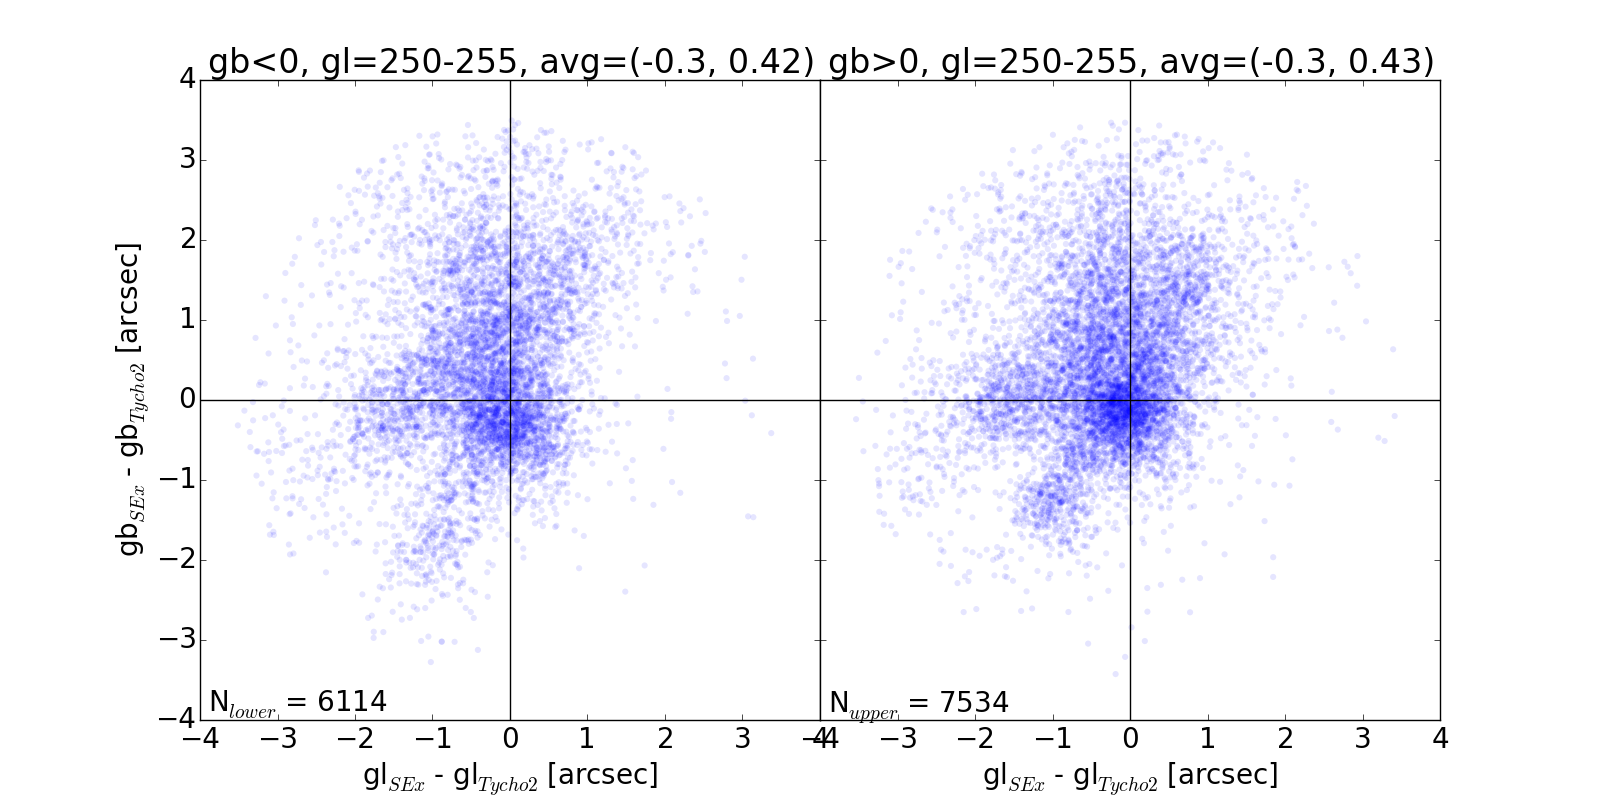 gb<0, gl=250-255, avg=(-0.3, 0.42) gb>0, gl=250-255, avg=(-0.3, 0.43)
4
3
2
1
0
−1
−2
−3
−4
gb_SEx - gb_Tycho2 [arcsec]
N_lower = 6114
N_upper = 7534
−4 −3 −2 −1 0 1 2 3 4
−4 −3 −2 −1 0 1 2 3 4
gl_SEx - gl_Tycho2 [arcsec]
gl_SEx - gl_Tycho2 [arcsec]